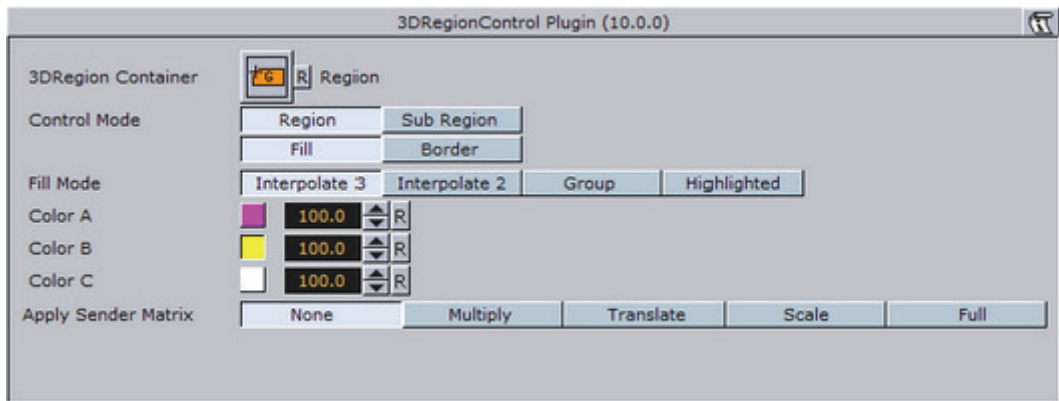 3DRegionControl Plugin (10.0.0)
3DRegion Container G R Region
Control Mode Region Sub Region
Fill Border
Fill Mode Interpolate 3 Interpolate 2 Group Highlighted
Color A 100.0 R
Color B 100.0 R
Color C 100.0 R
Apply Sender Matrix None Multiply Translate Scale Full